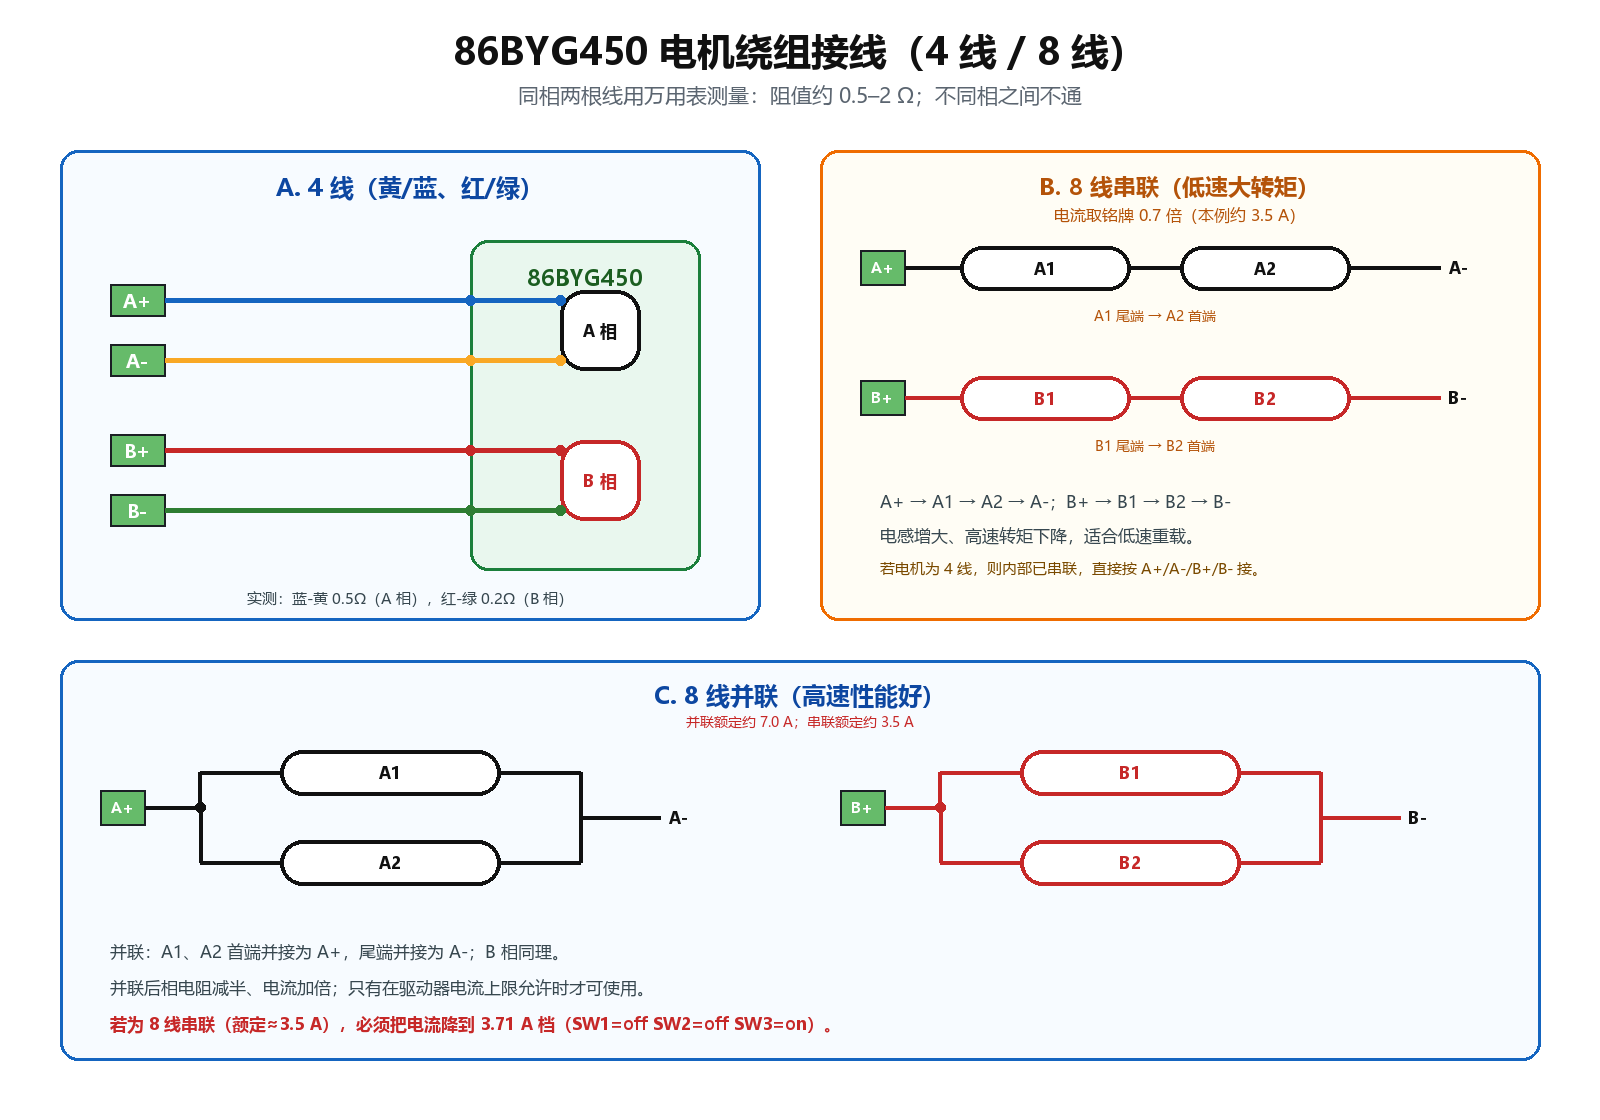 86BYG450 电机绕组接线（4 线 / 8 线）
同相两根线用万用表测量：阻值约 0.5–2 Ω；不同相之间不通
A. 4 线（黄/蓝、红/绿）
86BYG450
A+
A-
B+
B-
A 相
B 相
实测：蓝-黄 0.5Ω（A 相），红-绿 0.2Ω（B 相）
B. 8 线串联（低速大转矩）
电流取铭牌 0.7 倍（本例约 3.5 A）
A+
A1
A2
A-
A1 尾端 → A2 首端
B+
B1
B2
B-
B1 尾端 → B2 首端
A+ → A1 → A2 → A-；B+ → B1 → B2 → B-
电感增大、高速转矩下降，适合低速重载。
若电机为 4 线，则内部已串联，直接按 A+/A-/B+/B- 接。
C. 8 线并联（高速性能好）
并联额定约 7.0 A；串联额定约 3.5 A
A+
A1
A2
A-
B+
B1
B2
B-
并联：A1、A2 首端并接为 A+，尾端并接为 A-；B 相同理。
并联后相电阻减半、电流加倍；只有在驱动器电流上限允许时才可使用。
若为 8 线串联（额定≈3.5 A），必须把电流降到 3.71 A 档（SW1=off SW2=off SW3=on）。